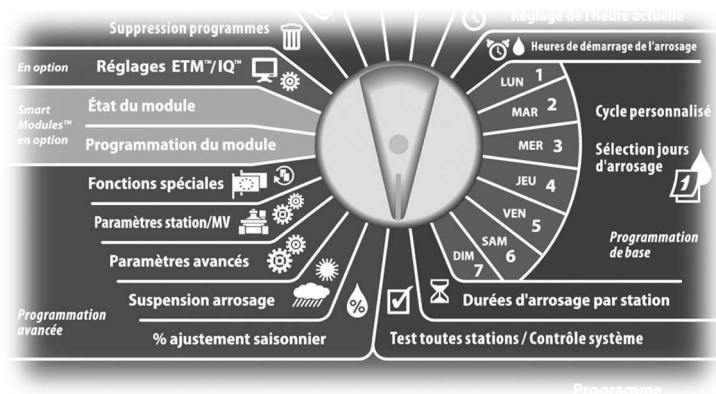 Suppression programmes
Réglage de l'heure actuelle
Heures de démarrage de l'arrosage
En option
Réglages ETM™/IQ™
Smart
Modules™
en option
État du module
Programmation du module
Fonctions spéciales
Paramètres station/MV
Paramètres avancés
Suspension arrosage
Programmation
avancée
% ajustement saisonnier
%
LUN 1
MAR 2
MER 3
JEU 4
VEN 5
SAM 6
DIM 7
Cycle personnalisé
Sélection jours
d'arrosage
1
Programmation
de base
Durées d'arrosage par station
Test toutes stations / Contrôle système
Programme